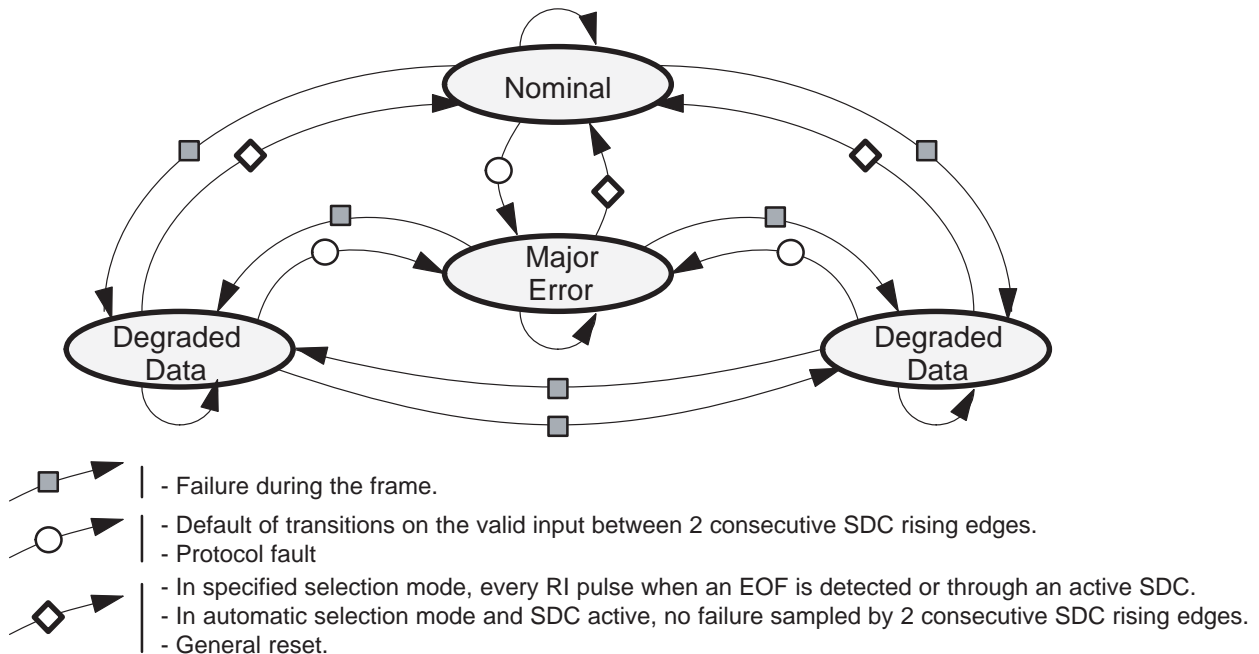 Nominal
Major
Error
Degraded
Data
Degraded
Data
- Failure during the frame.
- Default of transitions on the valid input between 2 consecutive SDC rising edges.
- Protocol fault
- In specified selection mode, every RI pulse when an EOF is detected or through an active SDC.
- In automatic selection mode and SDC active, no failure sampled by 2 consecutive SDC rising edges.
- General reset.